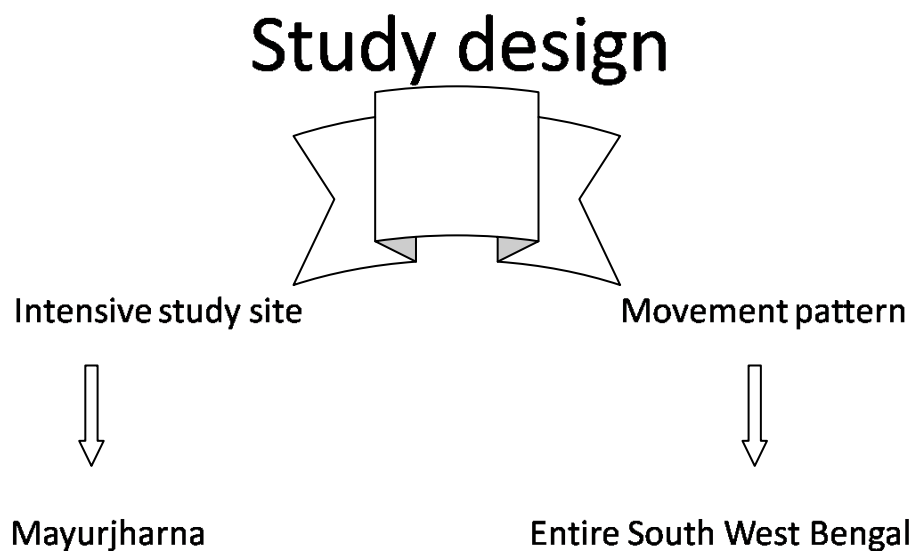 Study design
Intensive study site
Movement pattern
Mayurjharna
Entire South West Bengal